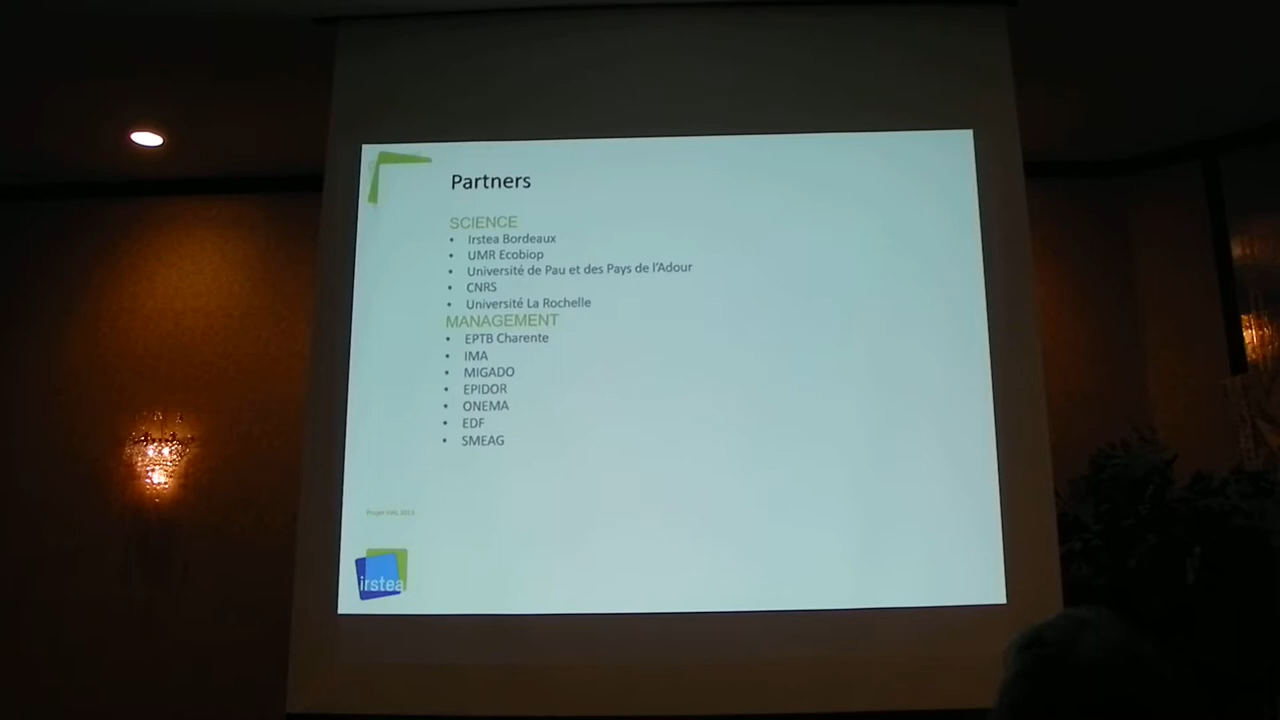 Partners
SCIENCE
• Irstea Bordeaux
• UMR Ecobiop
• Université de Pau et des Pays de l'Adour
• CNRS
• Université La Rochelle
MANAGEMENT
• EPTB Charente
• IMA
• MIGADO
• EPIDOR
• ONEMA
• EDF
• SMEAG
irstea